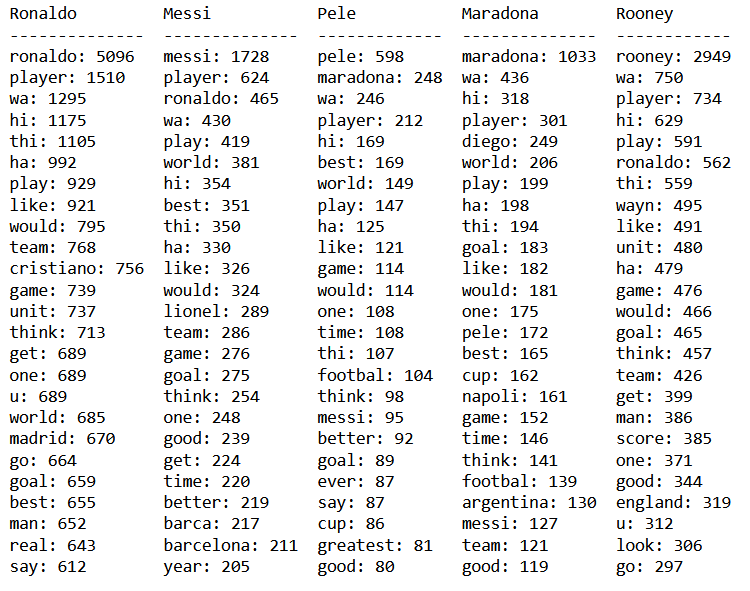 Ronaldo Messi Pele Maradona Rooney
-------------- -------------- ------------- -------------- ------------
ronaldo: 5096 messi: 1728 pele: 598 maradona: 1033 rooney: 2949
player: 1510 player: 624 maradona: 248 wa: 436 wa: 750
wa: 1295 ronaldo: 465 wa: 246 hi: 318 player: 734
hi: 1175 wa: 430 player: 212 player: 301 hi: 629
thi: 1105 play: 419 hi: 169 diego: 249 play: 591
ha: 992 world: 381 best: 169 world: 206 ronaldo: 562
play: 929 hi: 354 world: 149 play: 199 thi: 559
like: 921 best: 351 play: 147 ha: 198 wayn: 495
would: 795 thi: 350 ha: 125 thi: 194 like: 491
team: 768 ha: 330 like: 121 goal: 183 unit: 480
cristiano: 756 like: 326 game: 114 like: 182 ha: 479
game: 739 would: 324 would: 114 would: 181 game: 476
unit: 737 lionel: 289 one: 108 one: 175 would: 466
think: 713 team: 286 time: 108 pele: 172 goal: 465
get: 689 game: 276 thi: 107 best: 165 think: 457
one: 689 goal: 275 footbal: 104 cup: 162 team: 426
u: 689 think: 254 think: 98 napoli: 161 get: 399
world: 685 one: 248 messi: 95 game: 152 man: 386
madrid: 670 good: 239 better: 92 time: 146 score: 385
go: 664 get: 224 goal: 89 think: 141 one: 371
goal: 659 time: 220 ever: 87 footbal: 139 good: 344
best: 655 better: 219 say: 87 argentina: 130 england: 319
man: 652 barca: 217 cup: 86 messi: 127 u: 312
real: 643 barcelona: 211 greatest: 81 team: 121 look: 306
say: 612 year: 205 good: 80 good: 119 go: 297